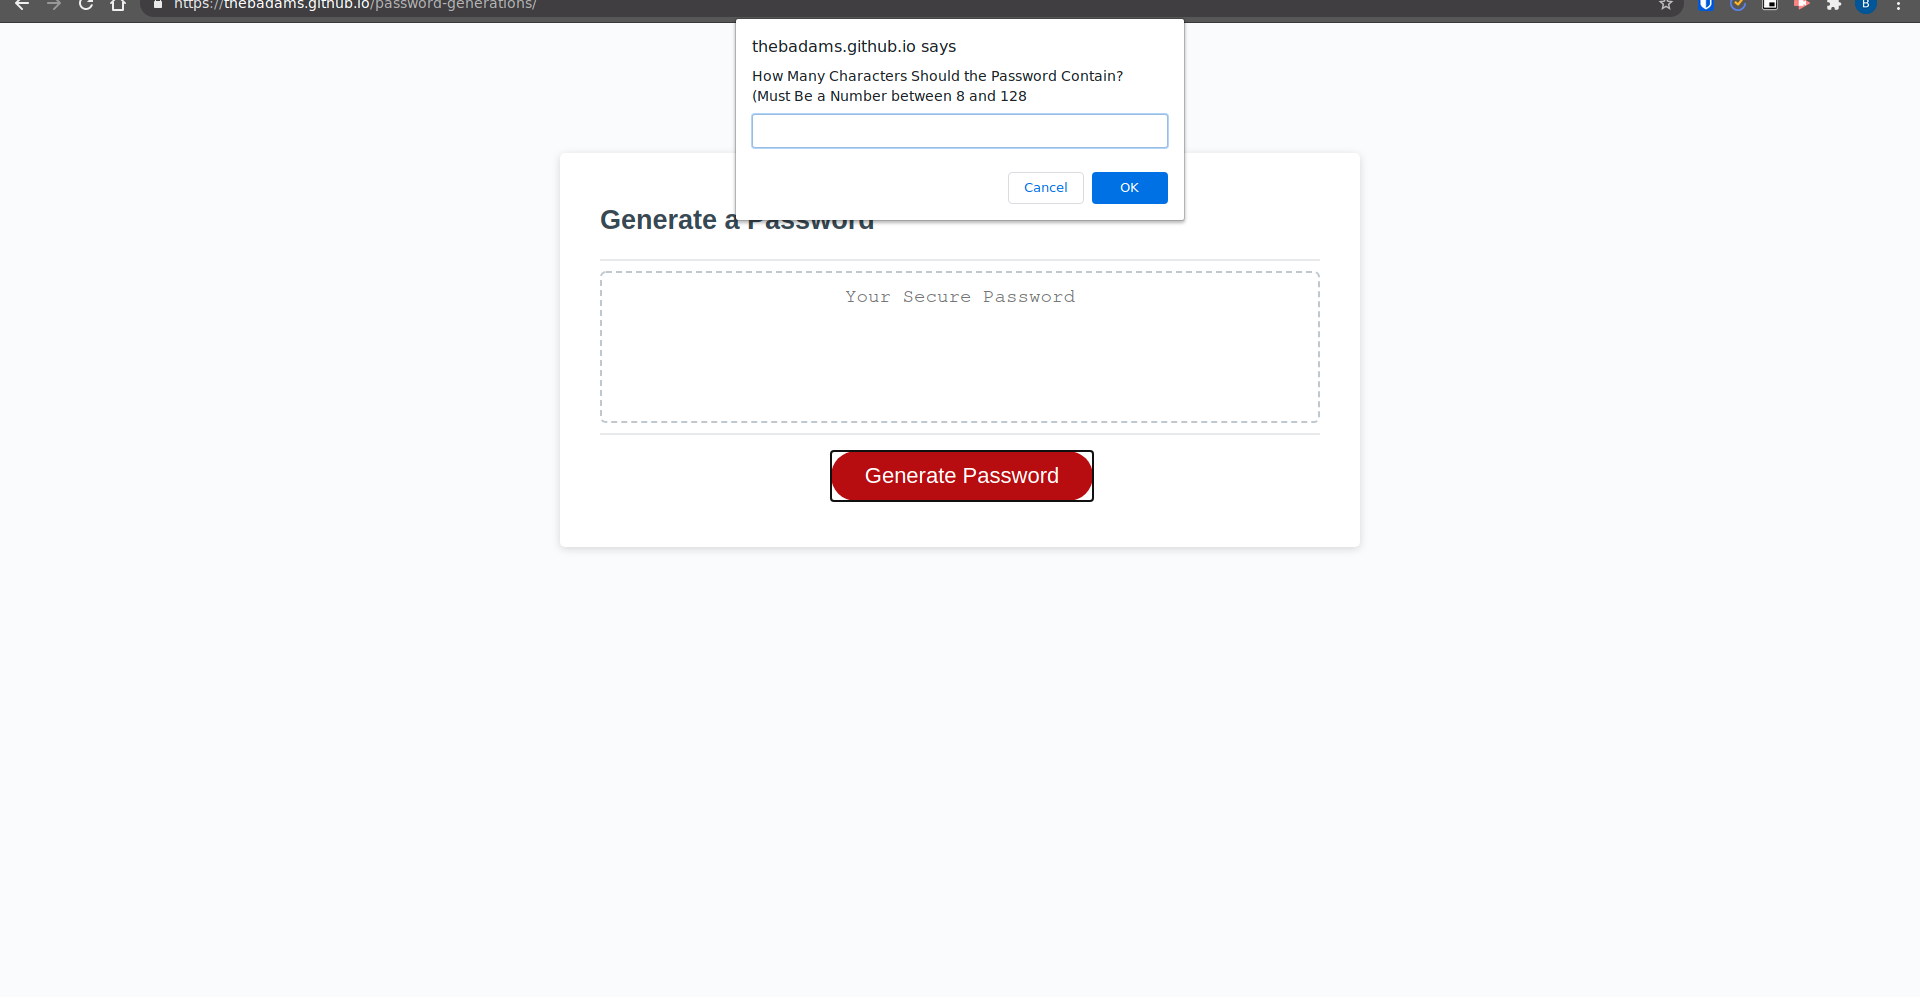 https://thebadams.github.io/password-generations/
B
thebadams.github.io says
How Many Characters Should the Password Contain?
(Must Be a Number between 8 and 128
Cancel
OK
Generate a Password
Your Secure Password
Generate Password